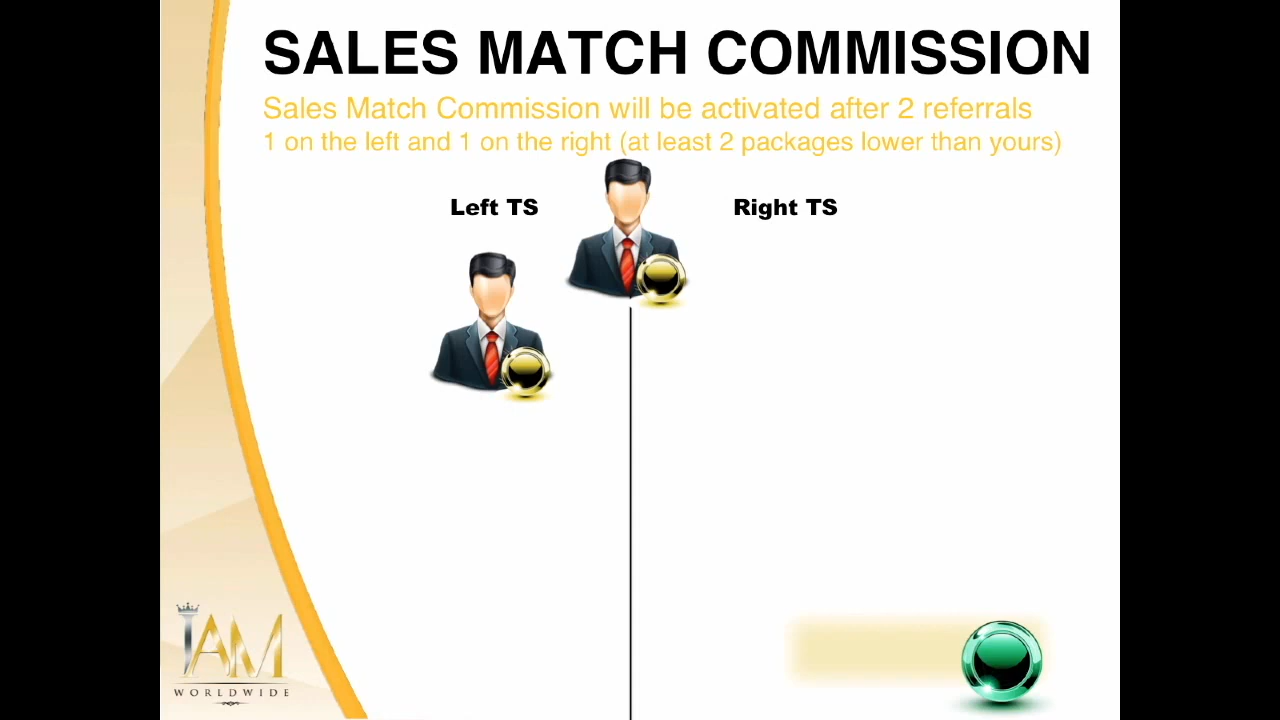 SALES MATCH COMMISSION
Sales Match Commission will be activated after 2 referrals
1 on the left and 1 on the right (at least 2 packages lower than yours)
Left TS
Right TS
IAM
WORLDWIDE